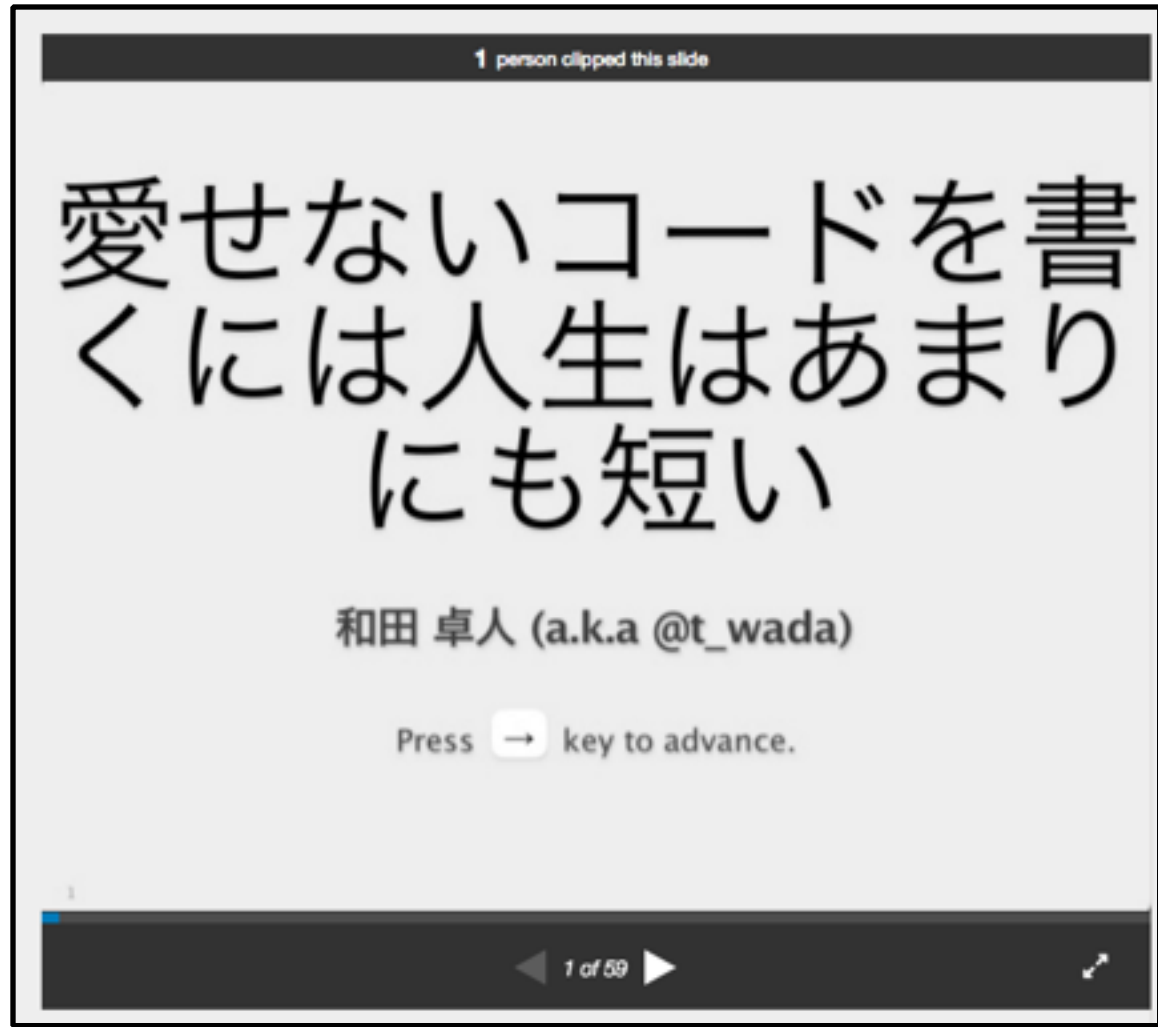 1 person clipped this slide
愛せないコードを書
くには人生はあまり
にも短い
和田 卓人 (a.k.a @t_wada)
Press → key to advance.
1
1 of 59